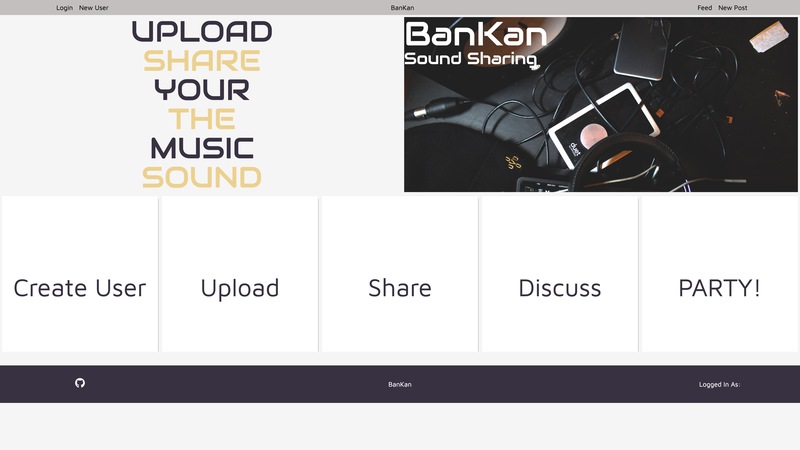 Login New User BanKan Feed New Post
UPLOAD
SHARE
YOUR
THE
MUSIC
SOUND
BanKan
Sound Sharing
duet
Create User Upload Share Discuss PARTY!
BanKan Logged In As: